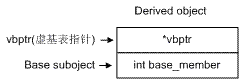 Derived object
vbptr(虚基表指针) *vbptr
Base suboject int base_member